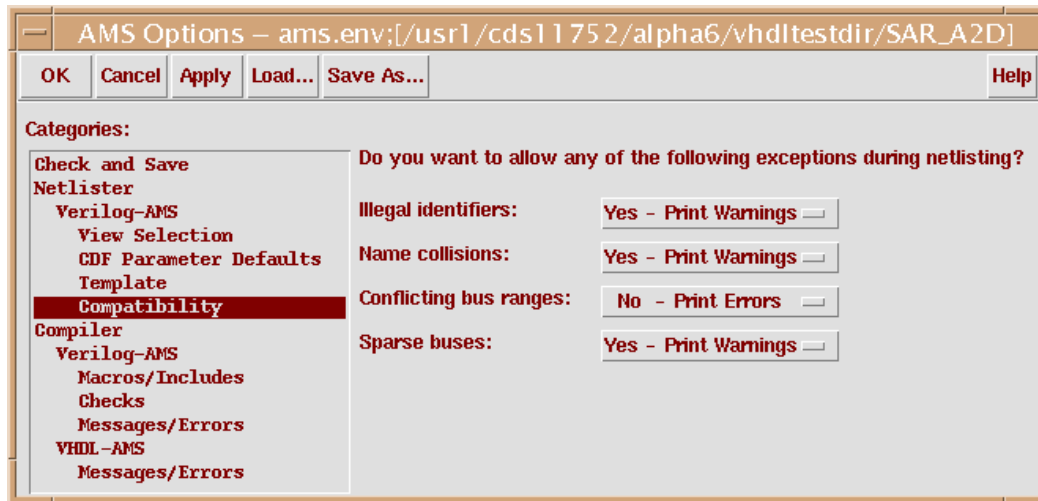 AMS Options – ams.env;[/usr1/cds11752/alpha6/vhdltestdir/SAR_A2D]
OK Cancel Apply Load... Save As... Help
Categories:
Check and Save
Netlister
Verilog-AMS
View Selection
CDF Parameter Defaults
Template
Compatibility
Compiler
Verilog-AMS
Macros/Includes
Checks
Messages/Errors
VHDL-AMS
Messages/Errors
Do you want to allow any of the following exceptions during netlisting?
Illegal identifiers: Yes - Print Warnings
Name collisions: Yes - Print Warnings
Conflicting bus ranges: No - Print Errors
Sparse buses: Yes - Print Warnings